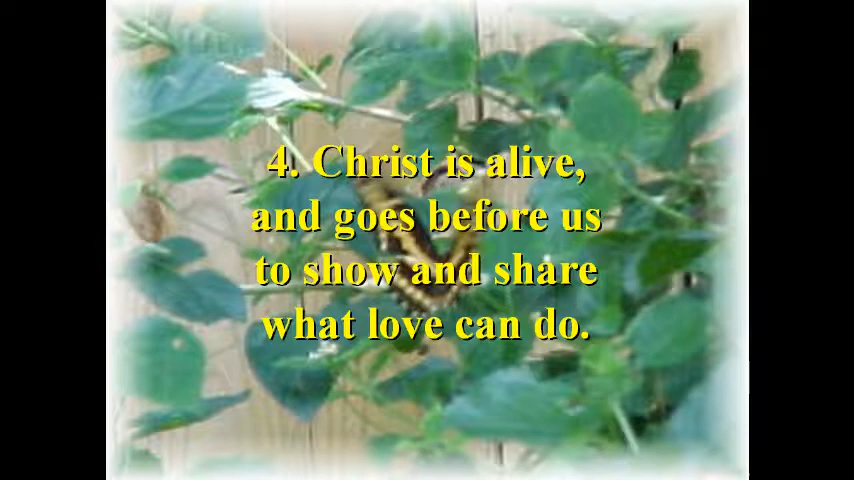 4. Christ is alive,
and goes before us
to show and share
what love can do.